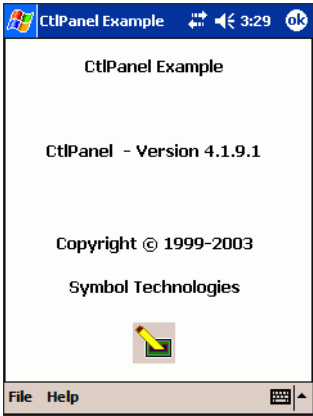 CtlPanel Example 3:29 ok
CtlPanel Example
CtlPanel - Version 4.1.9.1
Copyright © 1999-2003
Symbol Technologies
File Help